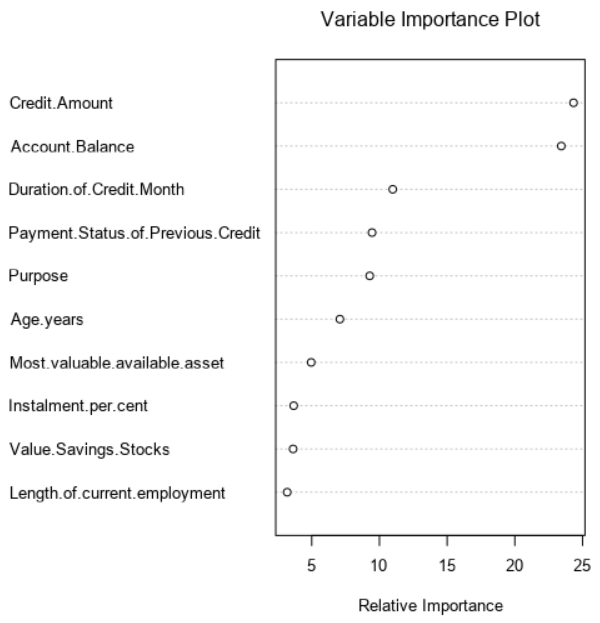 Variable Importance Plot
Credit.Amount
Account.Balance
Duration.of.Credit.Month
Payment.Status.of.Previous.Credit
Purpose
Age.years
Most.valuable.available.asset
Instalment.per.cent
Value.Savings.Stocks
Length.of.current.employment
5 10 15 20 25
Relative Importance